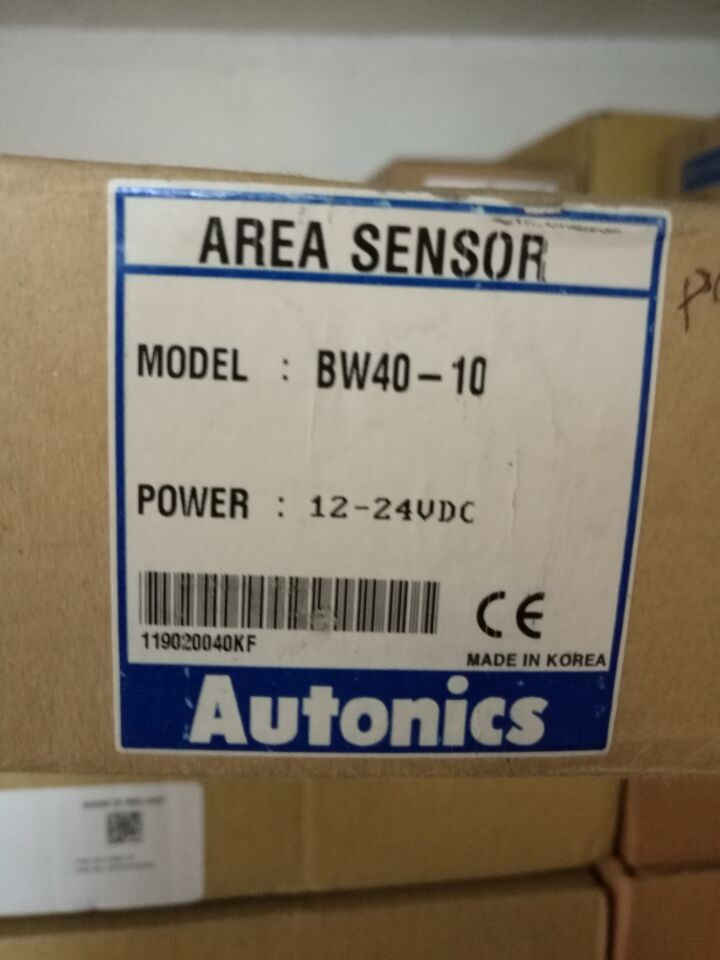 AREA SENSOR
MODEL : BW40-10
POWER : 12-24VDC
119020040KF
CE
MADE IN KOREA
Autonics